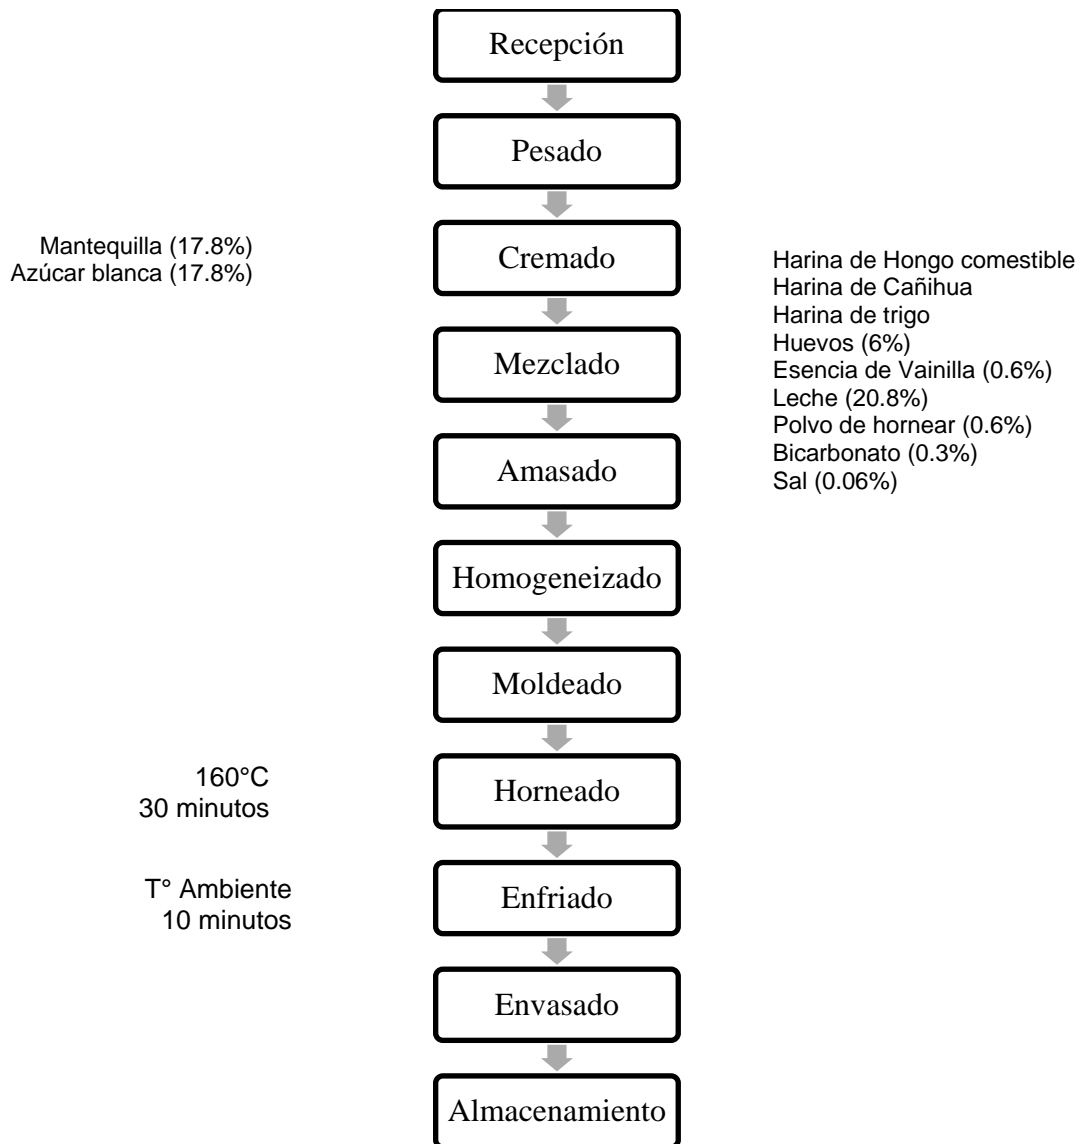 Recepción
Pesado
Mantequilla (17.8%)
Azúcar blanca (17.8%)
Cremado
Harina de Hongo comestible
Harina de Cañihua
Harina de trigo
Huevos (6%)
Esencia de Vainilla (0.6%)
Leche (20.8%)
Polvo de hornear (0.6%)
Bicarbonato (0.3%)
Sal (0.06%)
Mezclado
Amasado
Homogeneizado
Moldeado
160°C
30 minutos
Horneado
T° Ambiente
10 minutos
Enfriado
Envasado
Almacenamiento